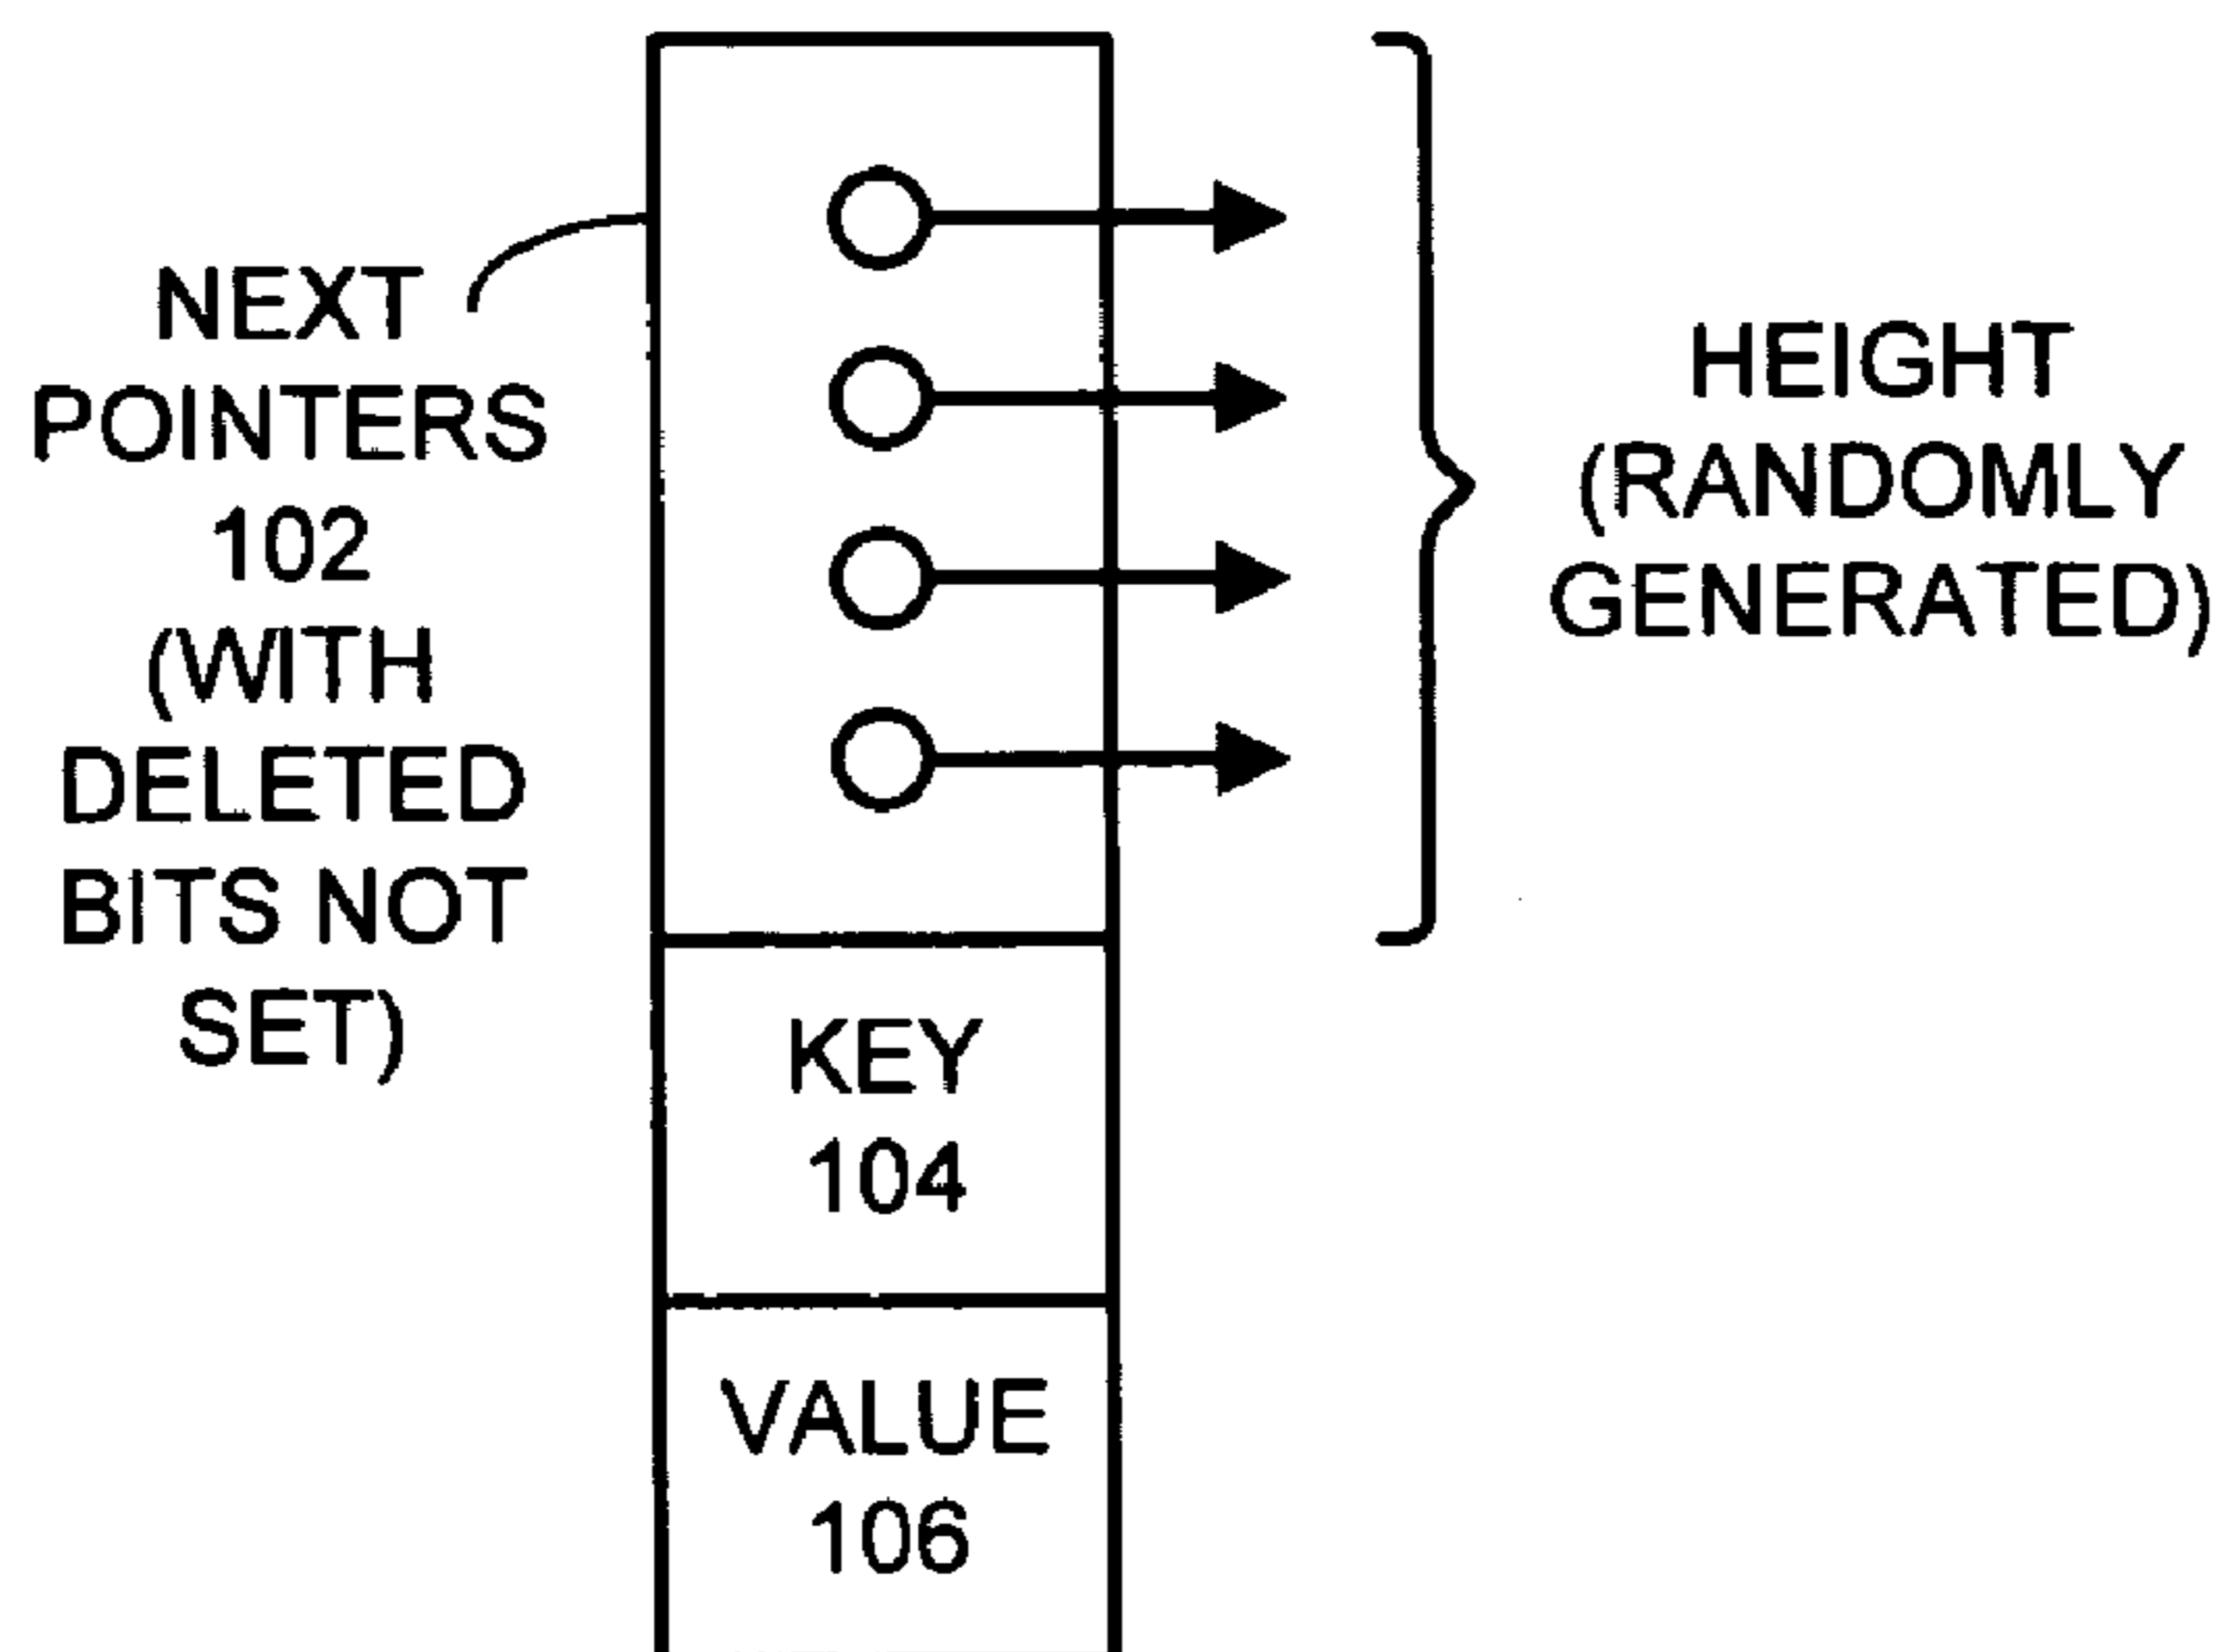 NEXT
POINTERS
102
(WITH
DELETED
BITS NOT
SET)
HEIGHT
(RANDOMLY
GENERATED)
KEY
104
VALUE
106